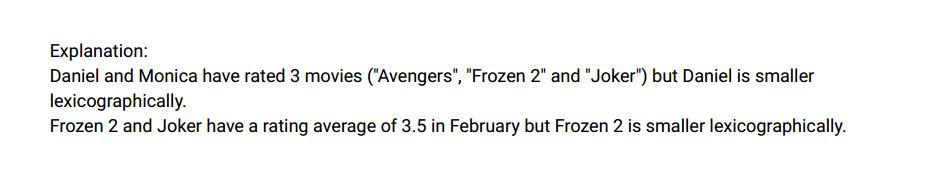 Explanation:
Daniel and Monica have rated 3 movies ("Avengers", "Frozen 2" and "Joker") but Daniel is smaller
lexicographically.
Frozen 2 and Joker have a rating average of 3.5 in February but Frozen 2 is smaller lexicographically.